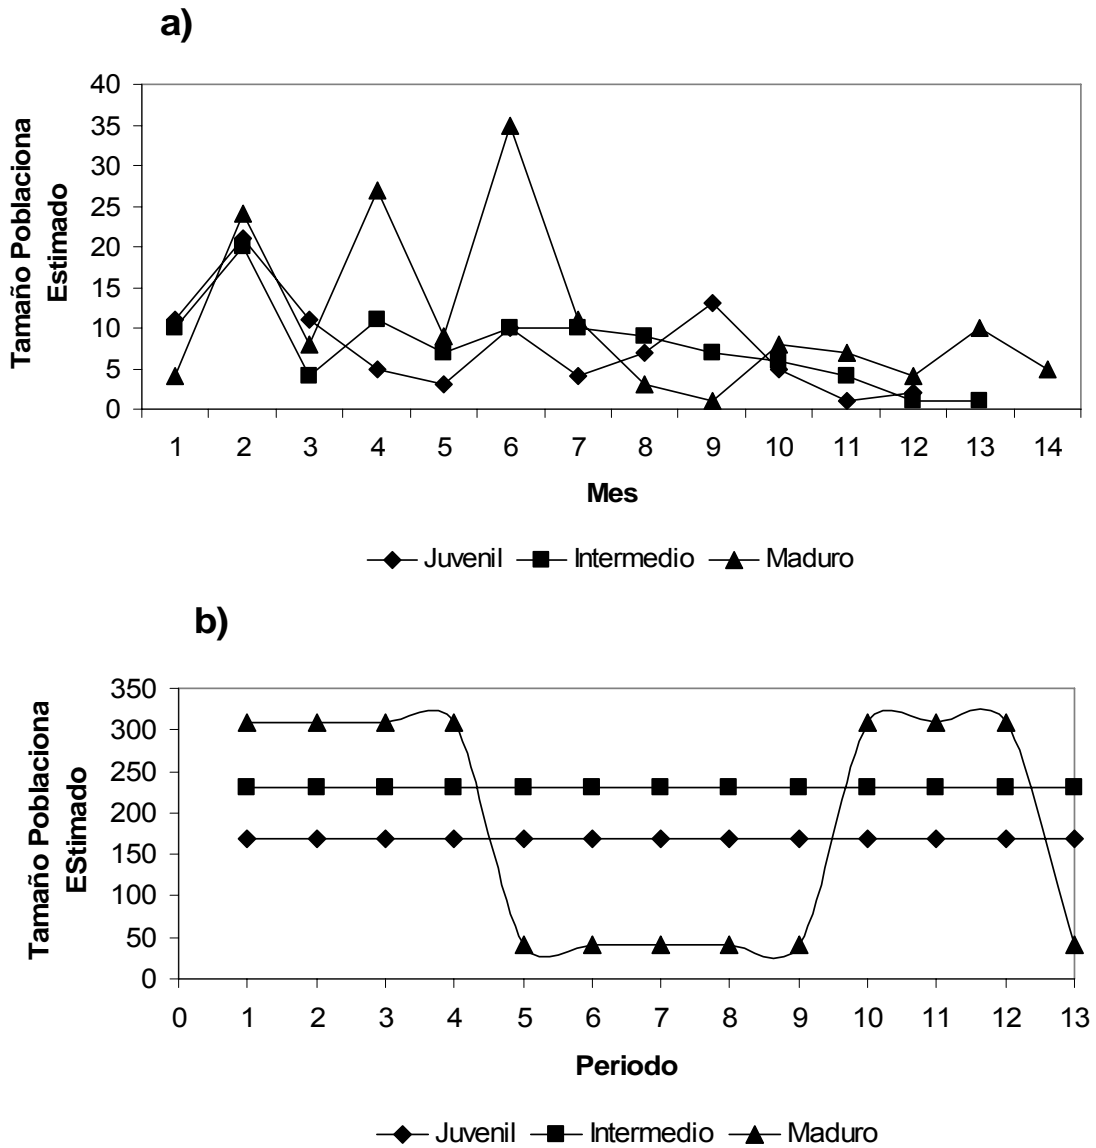 a)
Tamaño Poblaciona
Estimado
40
35
30
25
20
15
10
5
0
1 2 3 4 5 6 7 8 9 10 11 12 13 14
Mes
Juvenil Intermedio Maduro
b)
Tamaño Poblaciona
EStimado
350
300
250
200
150
100
50
0
0 1 2 3 4 5 6 7 8 9 10 11 12 13
Periodo
Juvenil Intermedio Maduro